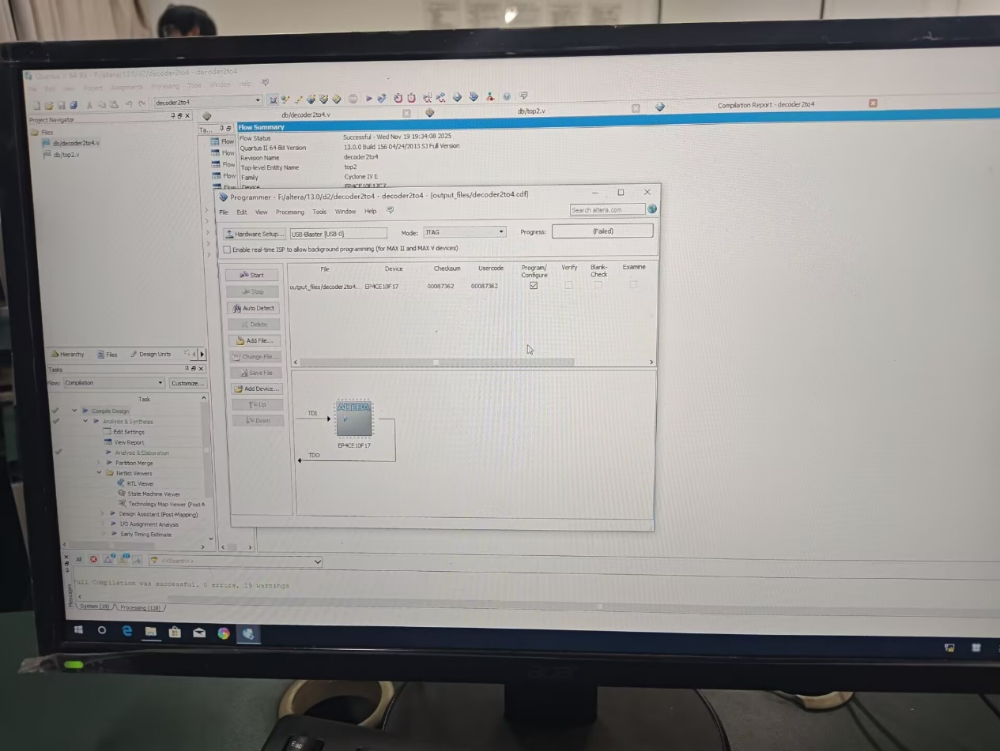 Quartus II 64-Bit - F:/altera/13.0/d2/decoder2to4 - decoder2to4
Project Assignments Processing Tools Window Help
decoder2to4
Project Navigator
Files
db/decoder2to4.v
db/top2.v
db/decoder2to4.v
db/top2.v
Compilation Report - decoder2to4
Ta...
Flow
Flow
Flow
Flow
Flow Summary
Flow Status Successful - Wed Nov 19 19:34:08 2025
Quartus II 64-Bit Version 13.0.0 Build 156 04/24/2013 SJ Full Version
Revision Name decoder2to4
Top-level Entity Name top2
Family Cyclone IV E
Device EP4CE10F17C7
Programmer - F:/altera/13.0/d2/decoder2to4 - decoder2to4 - [output_files/decoder2to4.cdf]
File Edit View Processing Tools Window Help
Search altera.com
Hardware Setup... USB-Blaster [USB-0] Mode: JTAG Progress: (Failed)
Enable real-time ISP to allow background programming (for MAX II and MAX V devices)
Start
Stop
Auto Detect
Delete
Add File...
Change File...
Save File
Add Device...
Up
Down
File Device Checksum Usercode Program/ Configure Verify Blank- Check Examine
output_files/decoder2to4... EP4CE10F17 00087362 00087362
TDI
ALTERA
EP4CE10F17
TDO
Hierarchy Files Design Units
Tasks
Flow: Compilation Customize...
Task
Compile Design
Analysis & Synthesis
Edit Settings
View Report
Analysis & Elaboration
Partition Merge
Netlist Viewers
RTL Viewer
State Machine Viewer
Technology Map Viewer (Post-M
Design Assistant (Post-Mapping)
I/O Assignment Analysis
Early Timing Estimate
All <<Search>>
Full Compilation was successful. 0 errors, 19 warnings
Messages
System (19) Processing (128)
acer
Esc